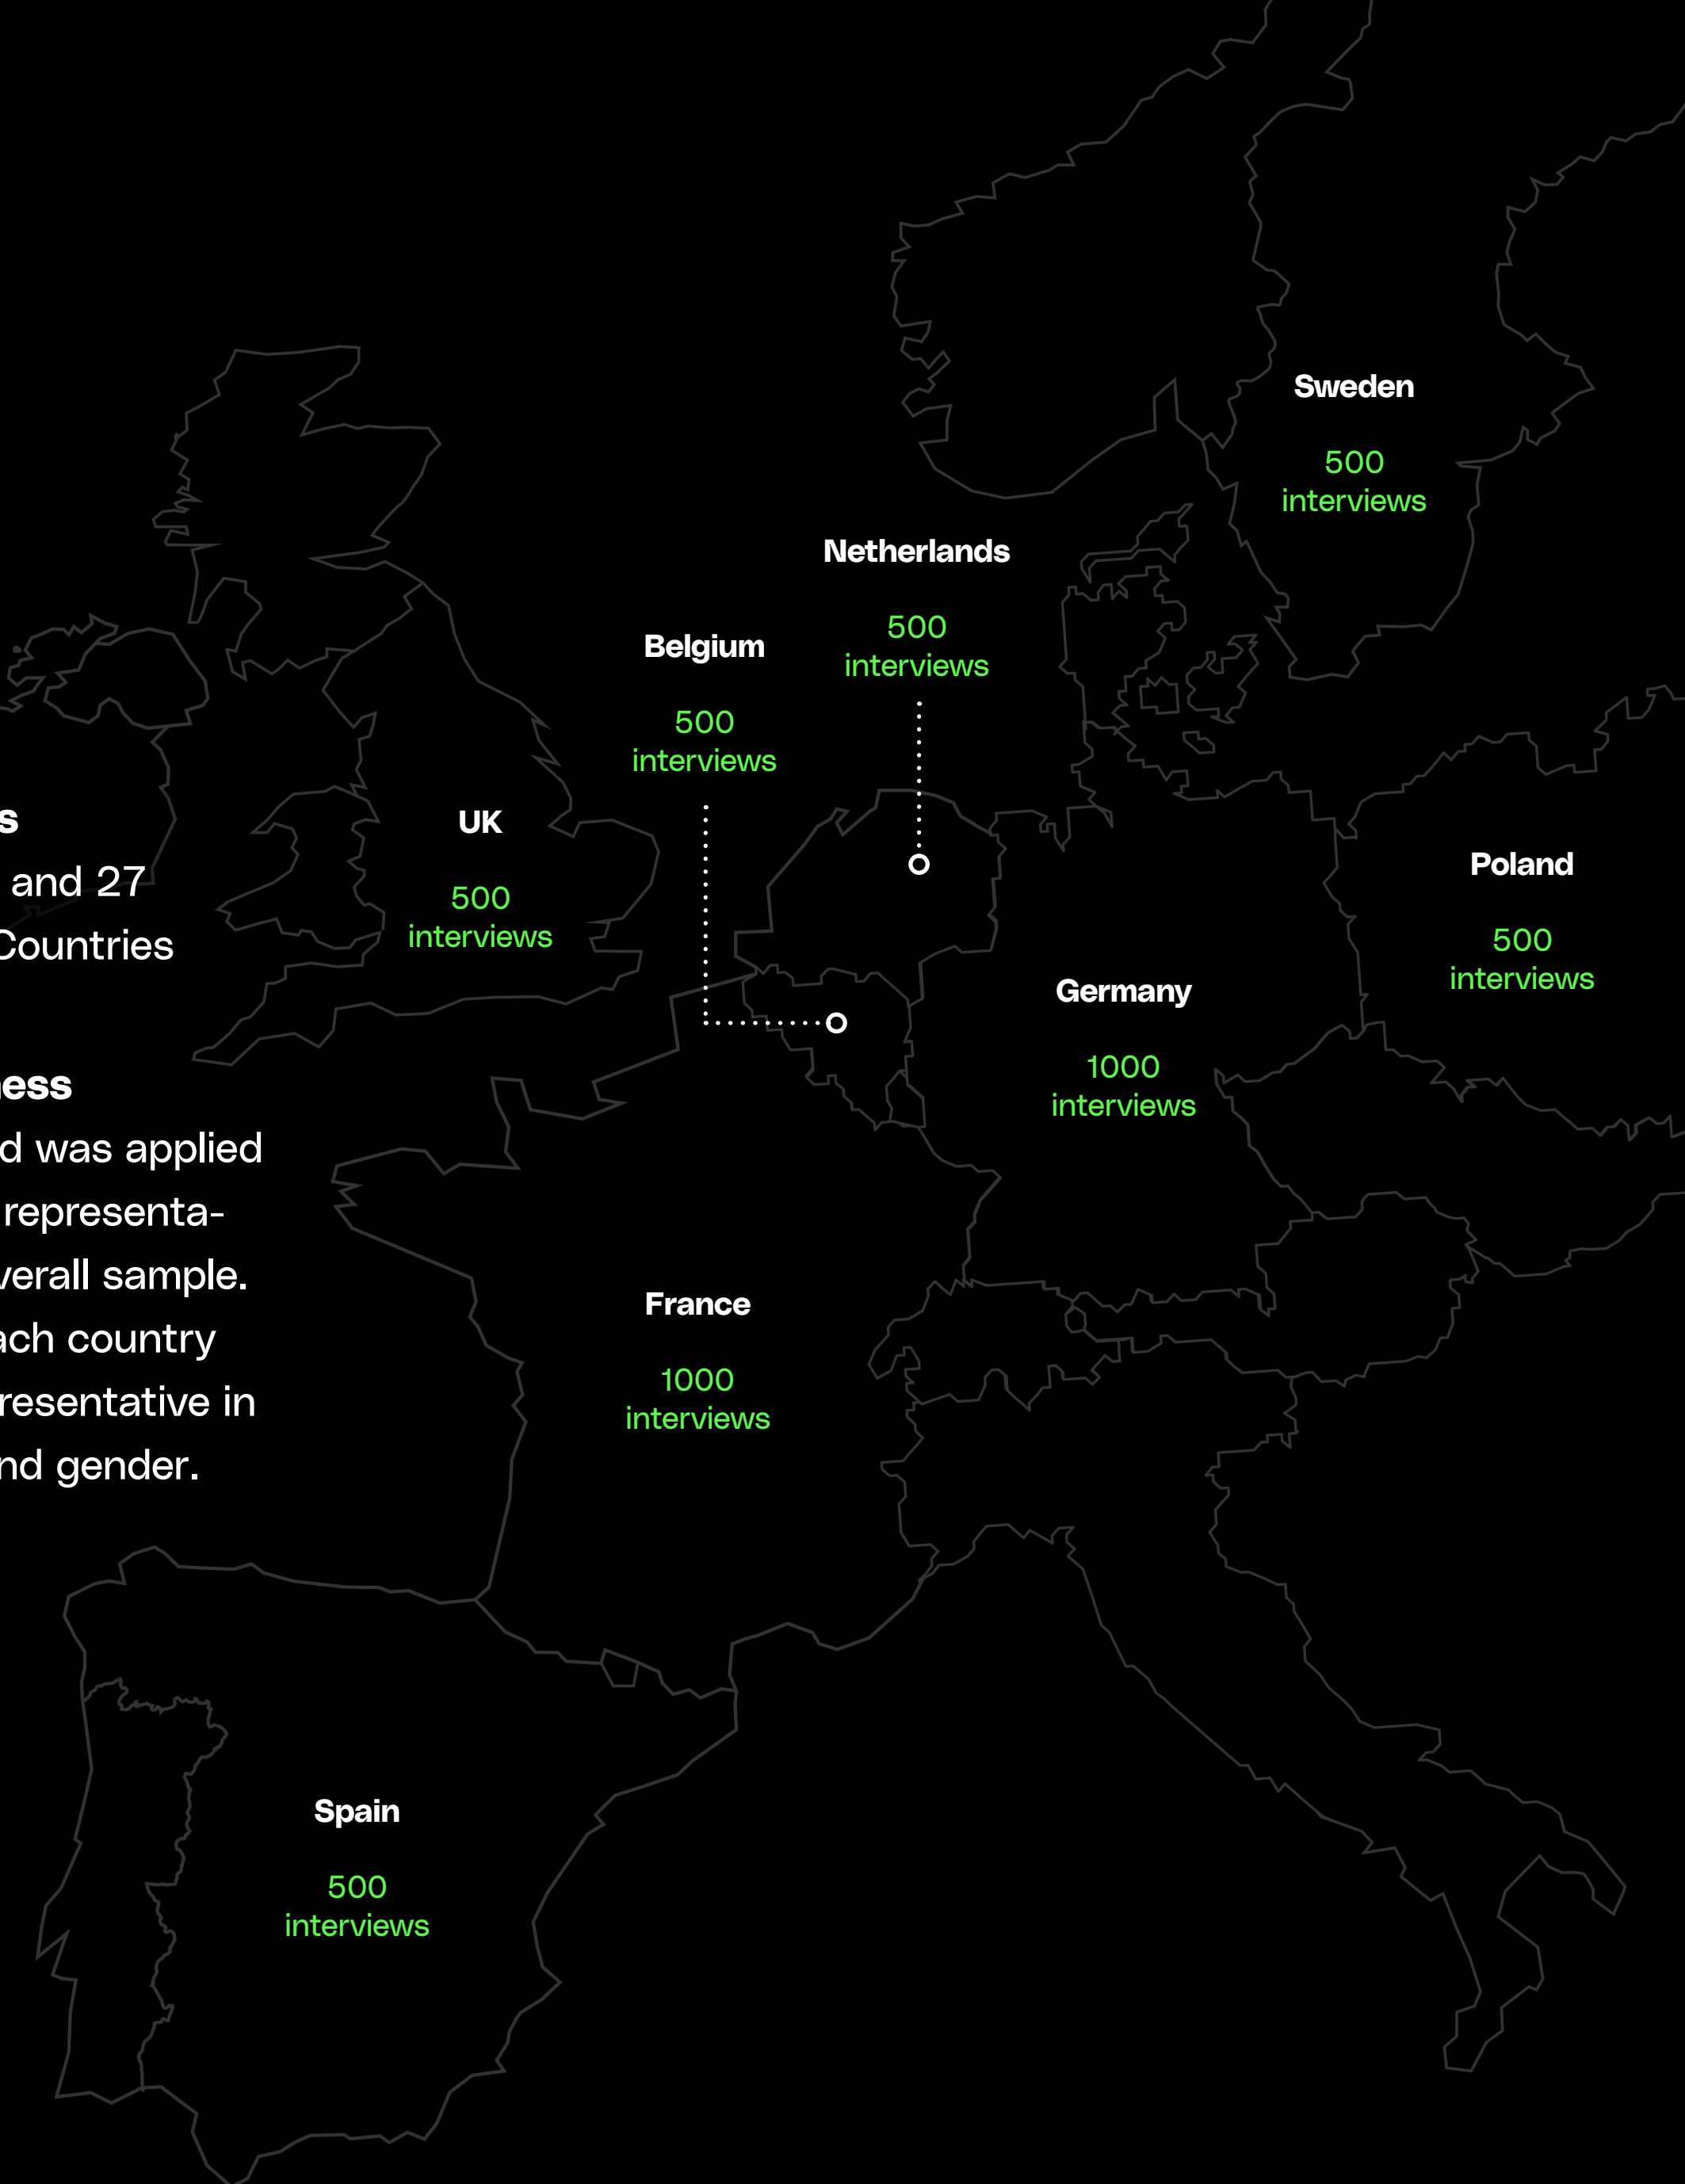 s
and 27
Countries
ness
d was applied
representa-
verall sample.
ach country
resentative in
nd gender.
Sweden
500
interviews
Netherlands
500
interviews
Belgium
500
interviews
UK
500
interviews
Poland
500
interviews
Germany
1000
interviews
France
1000
interviews
Spain
500
interviews